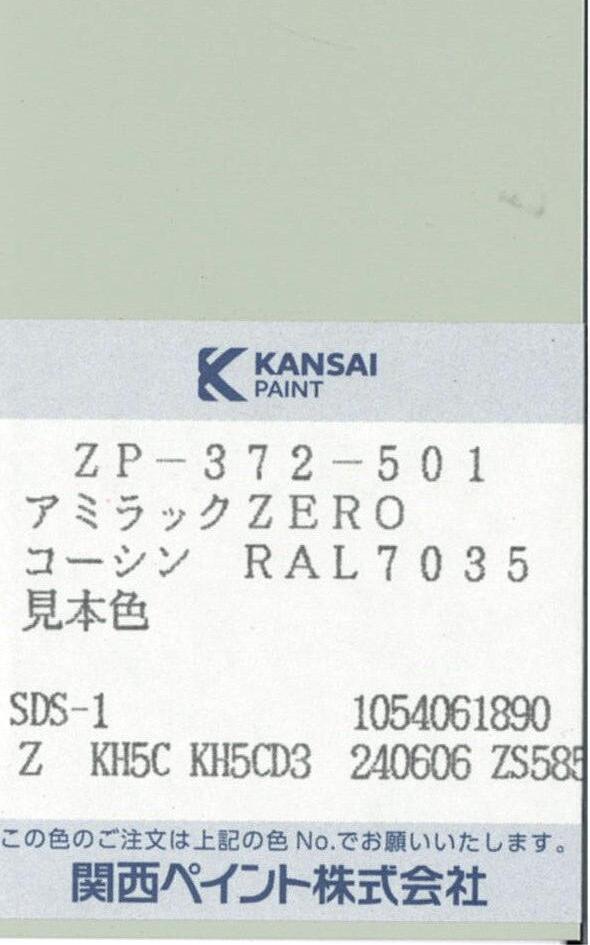 KANSAI
PAINT
ZP-372-501
アミラックZERO
コーシン RAL7035
見本色
SDS-1 1054061890
Z KH5C KH5CD3 240606 ZS585
この色のご注文は上記の色No.でお願いいたします。
関西ペイント株式会社